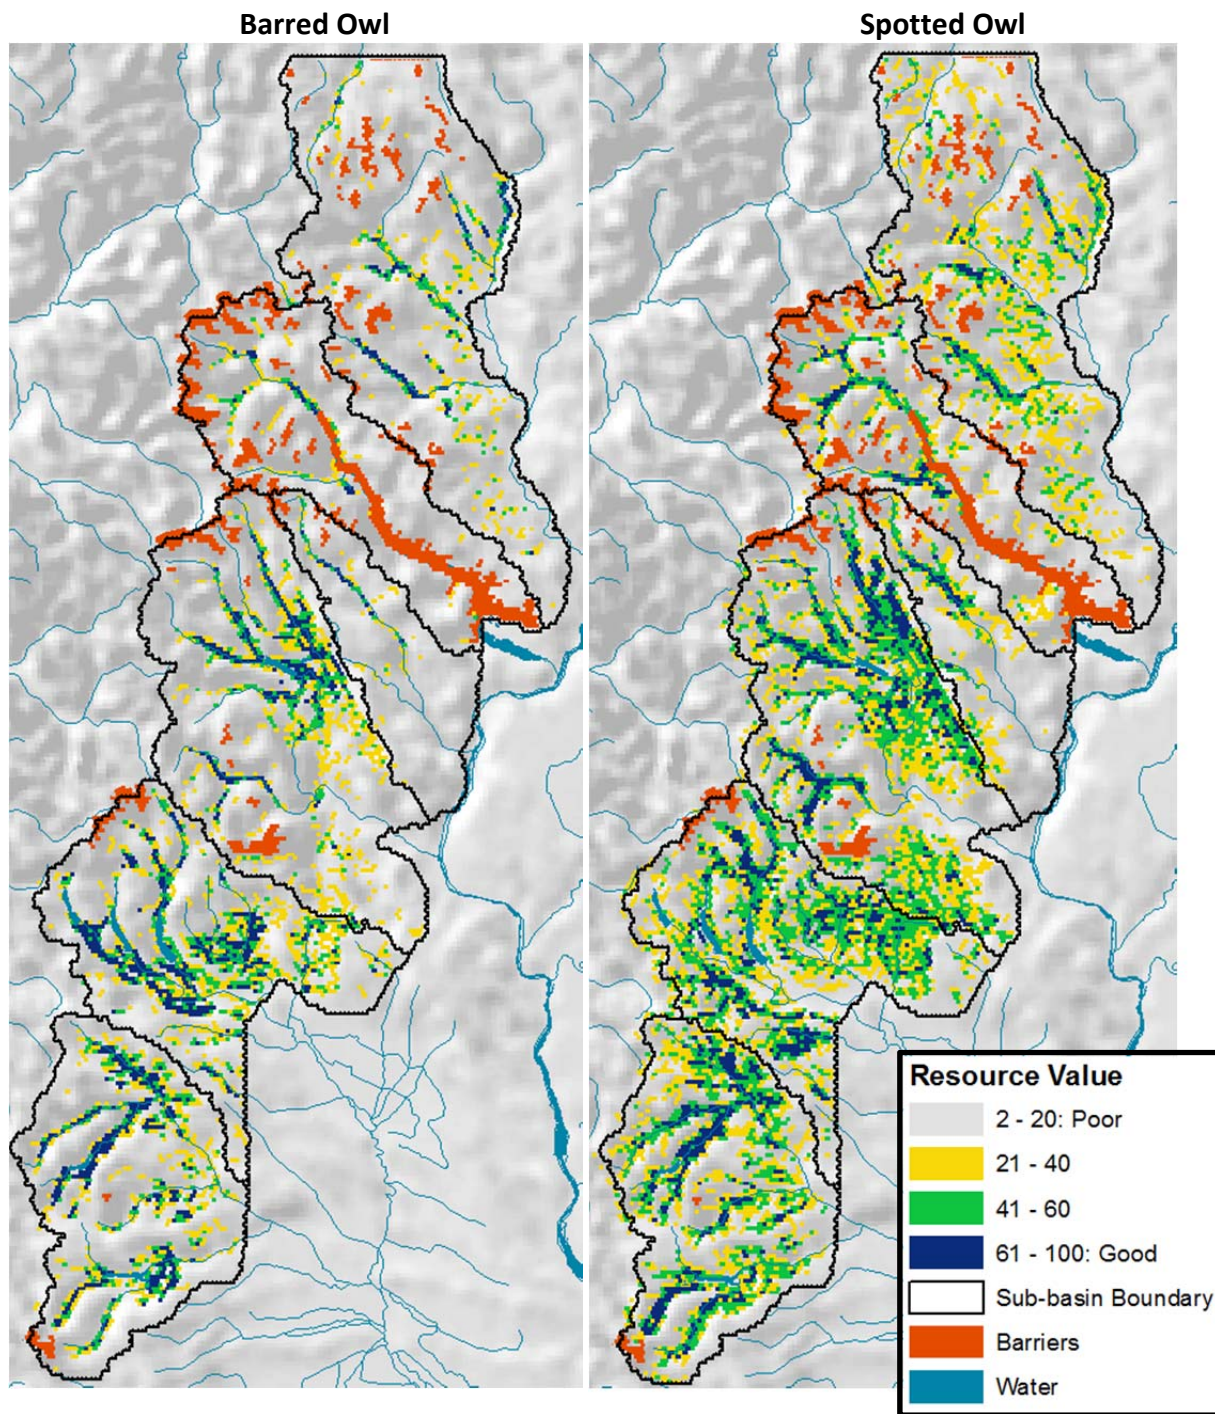 Barred Owl
Spotted Owl
Resource Value
2 - 20: Poor
21 - 40
41 - 60
61 - 100: Good
Sub-basin Boundary
Barriers
Water